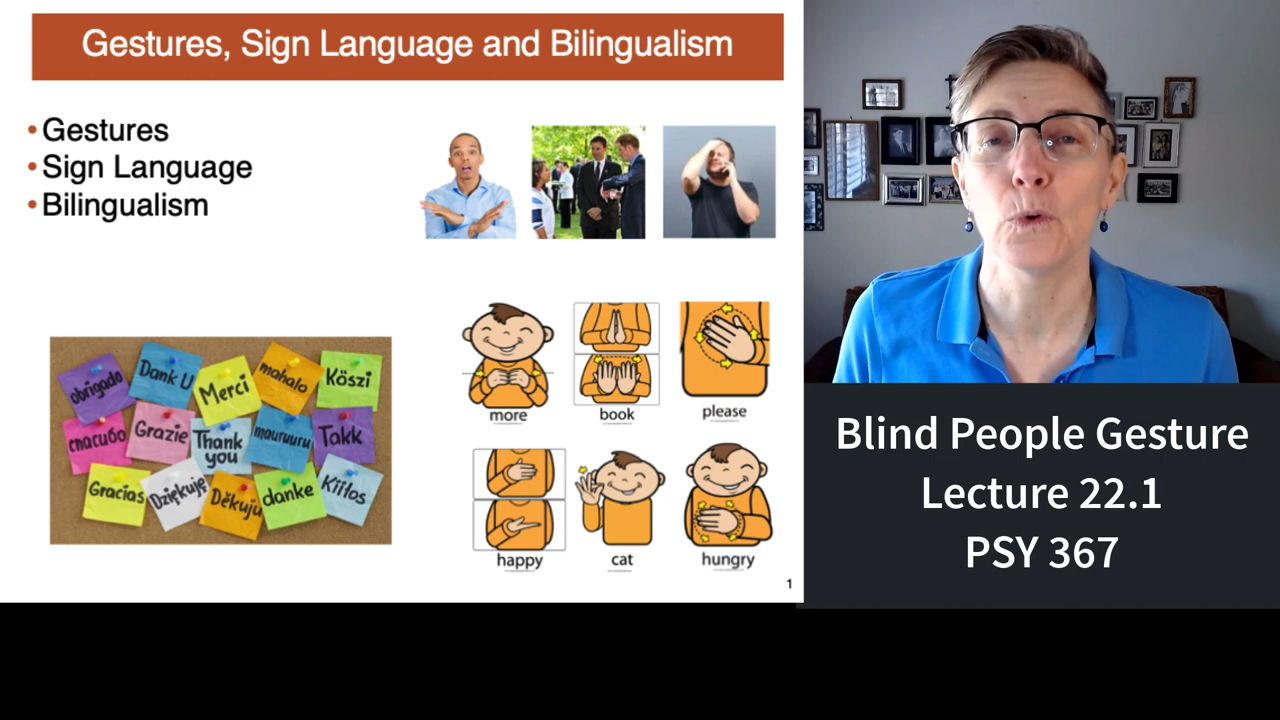 Gestures, Sign Language and Bilingualism
• Gestures
• Sign Language
• Bilingualism
obrigado
Dank U
Merci
mahalo
Köszi
спасибо
Grazie
Thank
you
mauruuru
Takk
Gracias
Dziękuję
Děkuju
danke
Kiitos
more
book
please
happy
cat
hungry
1
Blind People Gesture
Lecture 22.1
PSY 367